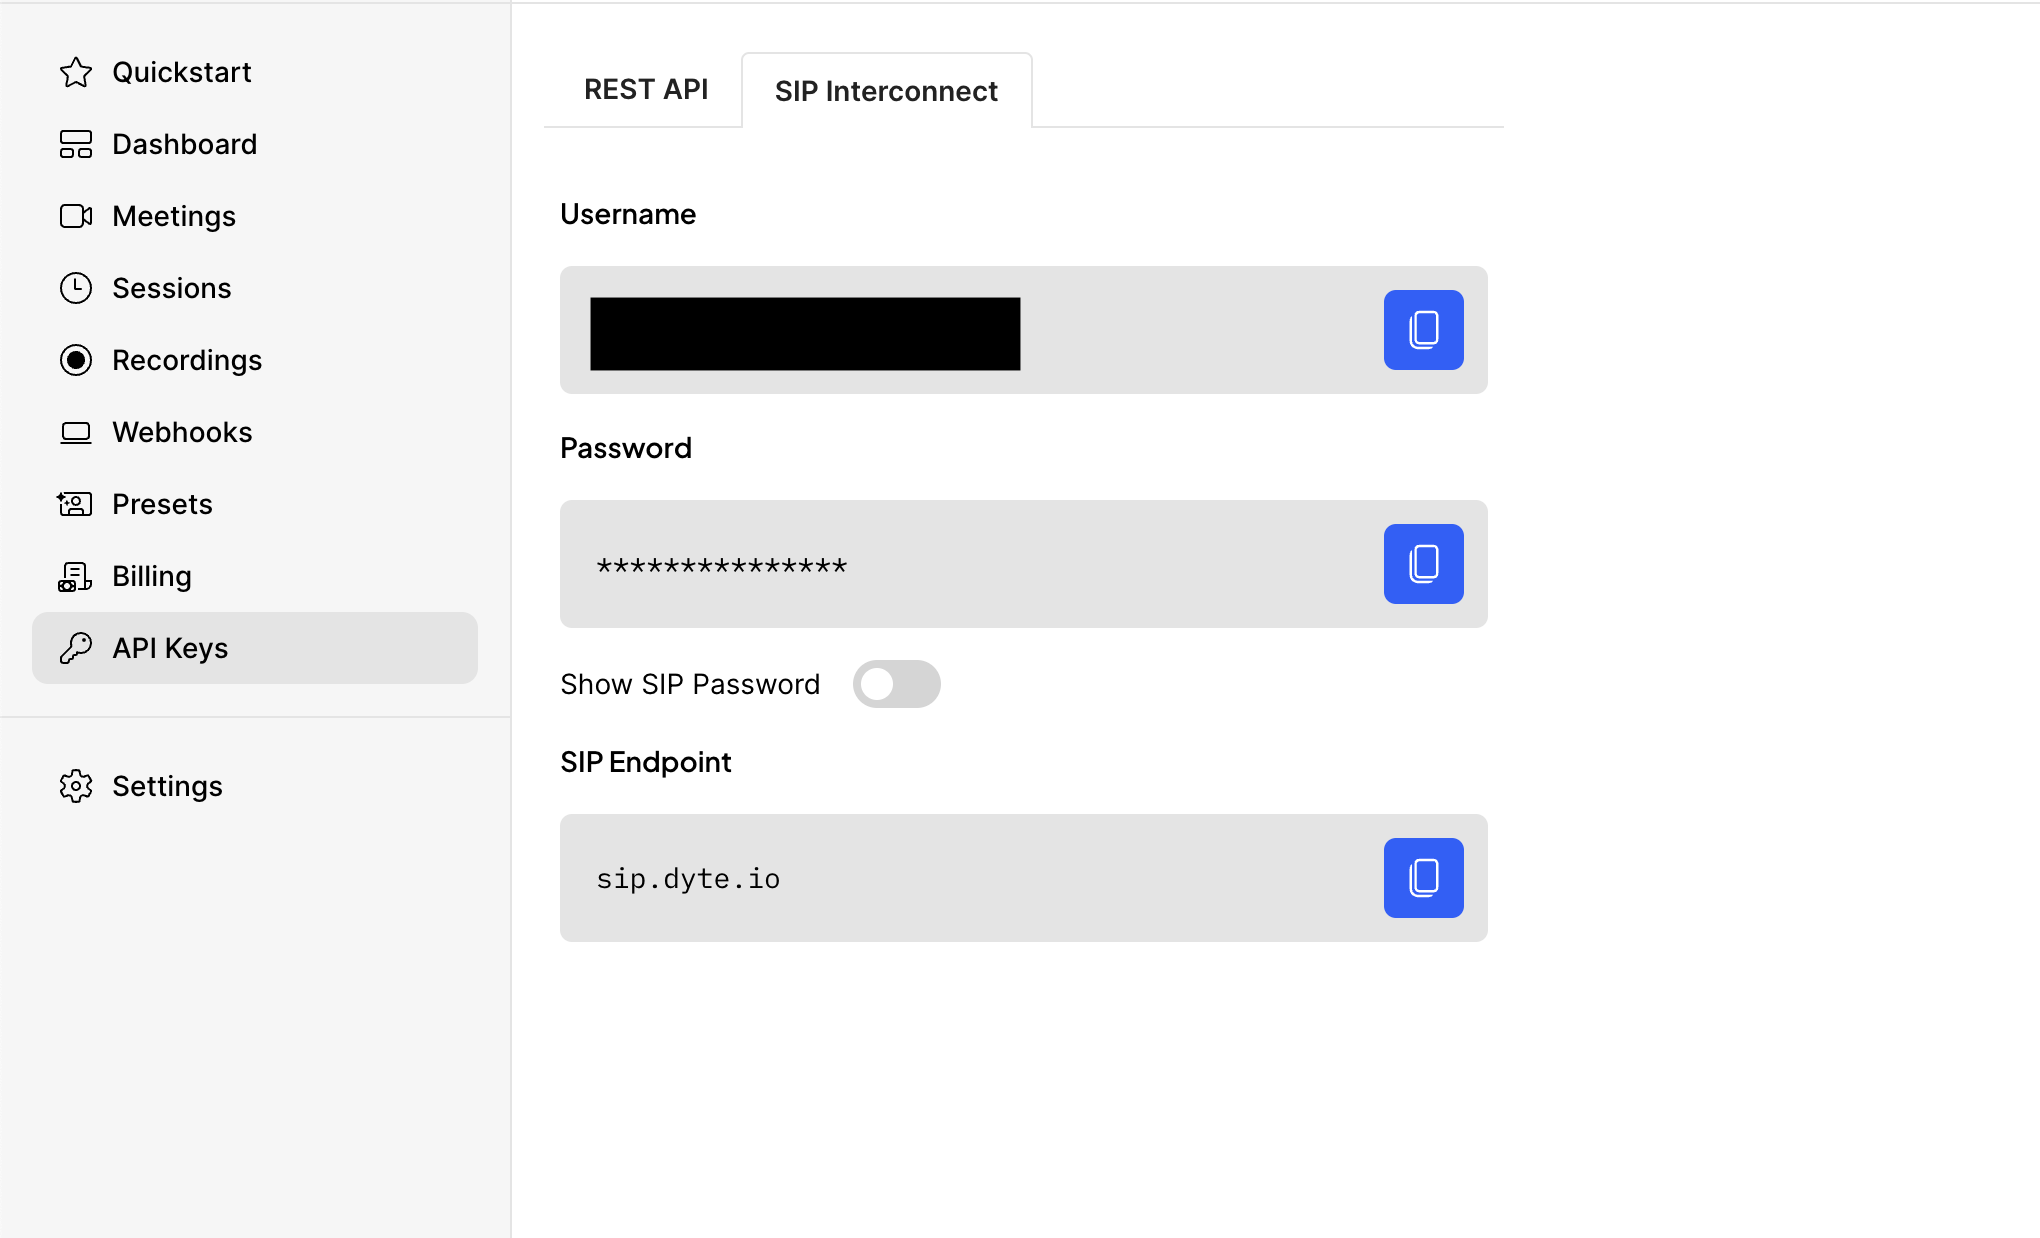 Quickstart
Dashboard
Meetings
Sessions
Recordings
Webhooks
Presets
Billing
API Keys
Settings
REST API
SIP Interconnect
Username
Password
***************
Show SIP Password
SIP Endpoint
sip.dyte.io